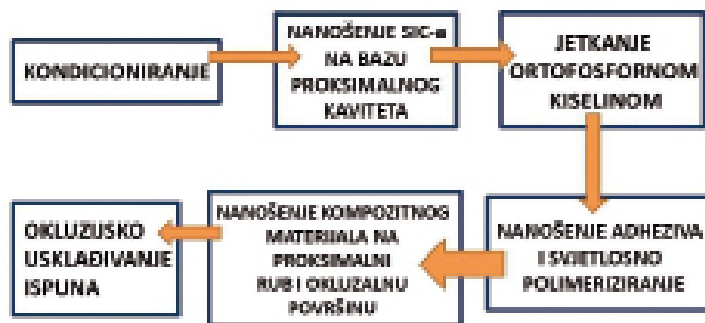 KONDICIONIRANJE
NANOŠENJE SIC-a
NA BAZU
PROKSIMALNOG
KAVITETA
JETKANJE
ORTOFOSFORNOM
KISELINOM
NANOŠENJE ADHEZIVA
I SVJETLOSNO
POLIMERIZIRANJE
NANOŠENJE KOMPOZITNOG
MATERIJALA NA
PROKSIMALNI
RUB I OKLUZALNU
POVRŠINU
OKLUZIJSKO
USKLAĐIVANJE
ISPUNA